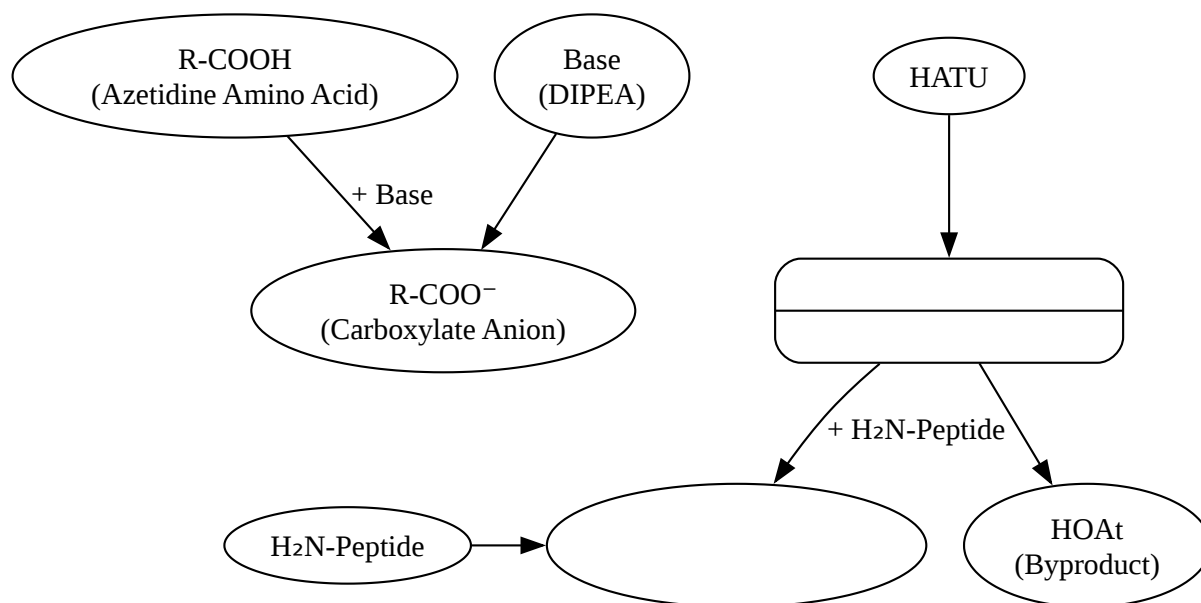 R-COOH
(Azetidine Amino Acid)
Base
(DIPEA)
HATU
+ Base
R-COO⁻
(Carboxylate Anion)
+ H₂N-Peptide
H₂N-Peptide
HOAt
(Byproduct)